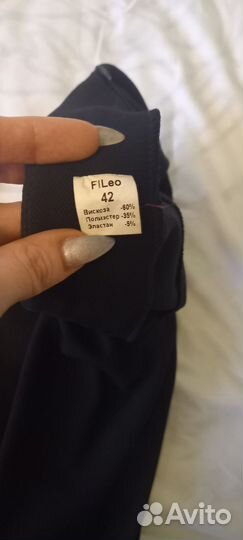 FILeo
42
Вискоза -60%
Полиэстер -35%
Эластан -5%
Avito